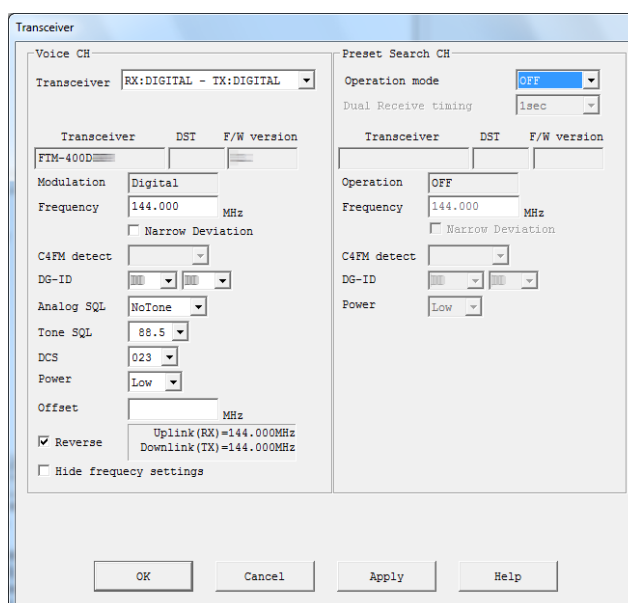 Transceiver
Voice CH
Transceiver RX:DIGITAL - TX:DIGITAL
Transceiver DST F/W version
FTM-400D
Modulation Digital
Frequency 144.000 MHz
Narrow Deviation
C4FM detect
DG-ID
Analog SQL NoTone
Tone SQL 88.5
DCS 023
Power Low
Offset MHz
Reverse Uplink(RX)=144.000MHz
Downlink(TX)=144.000MHz
Hide frequecy settings
Preset Search CH
Operation mode OFF
Dual Receive timing 1sec
Transceiver DST F/W version
Operation OFF
Frequency 144.000 MHz
Narrow Deviation
C4FM detect
DG-ID
Power Low
OK Cancel Apply Help